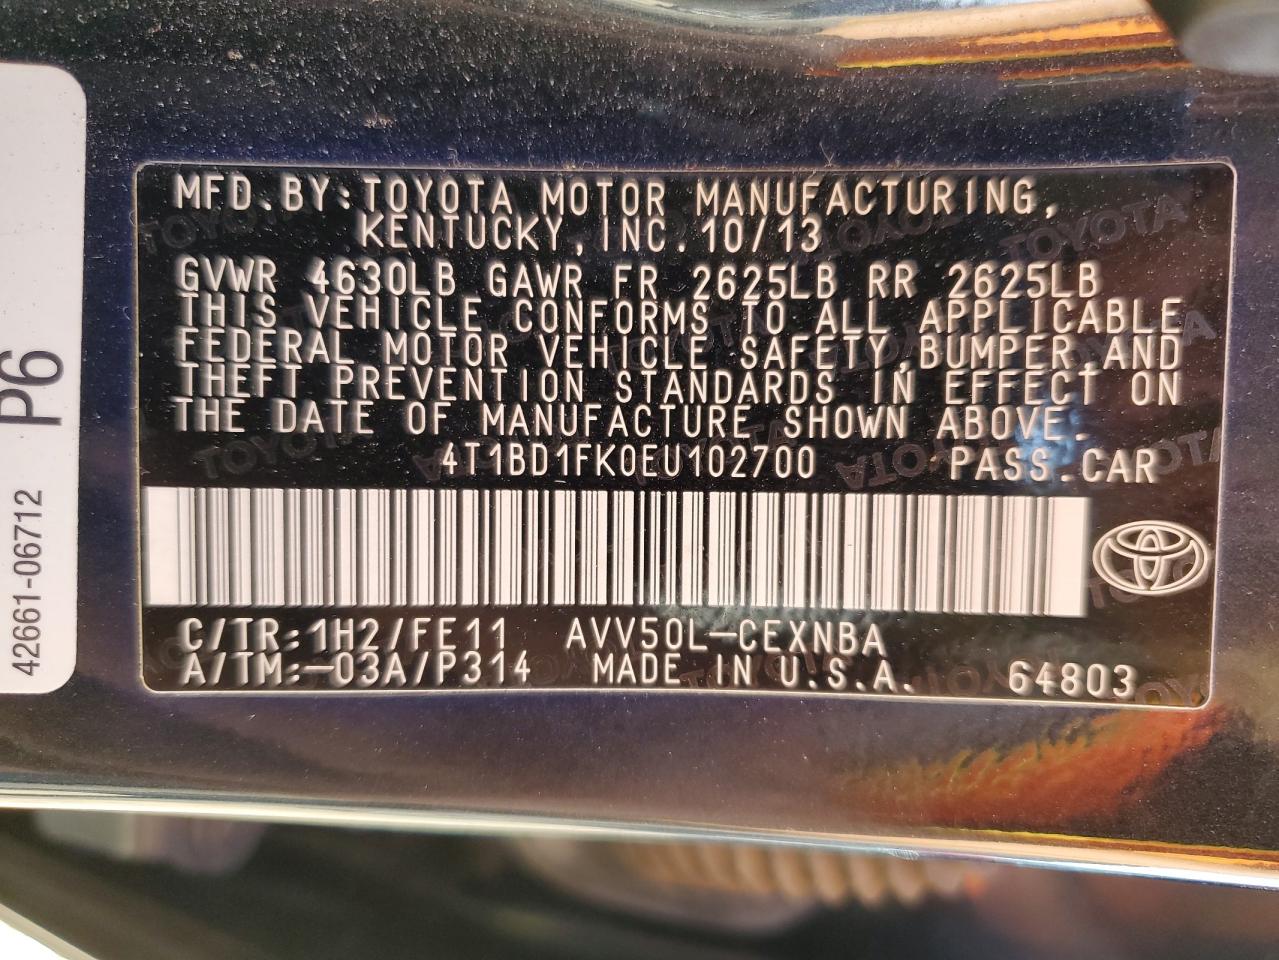 MFD.BY:TOYOTA MOTOR MANUFACTURING,
KENTUCKY,INC.10/13
GVWR 4630LB GAWR FR 2625LB RR 2625LB
THIS VEHICLE CONFORMS TO ALL APPLICABLE
FEDERAL MOTOR VEHICLE SAFETY,BUMPER,AND
THEFT PREVENTION STANDARDS IN EFFECT ON
THE DATE OF MANUFACTURE SHOWN ABOVE.
4T1BD1FK0EU102700 PASS.CAR
C/TR:1H2/FE11 AVV50L-CEXNBA
A/TM:-03A/P314 MADE IN U.S.A. 64803
42661-06712 P6